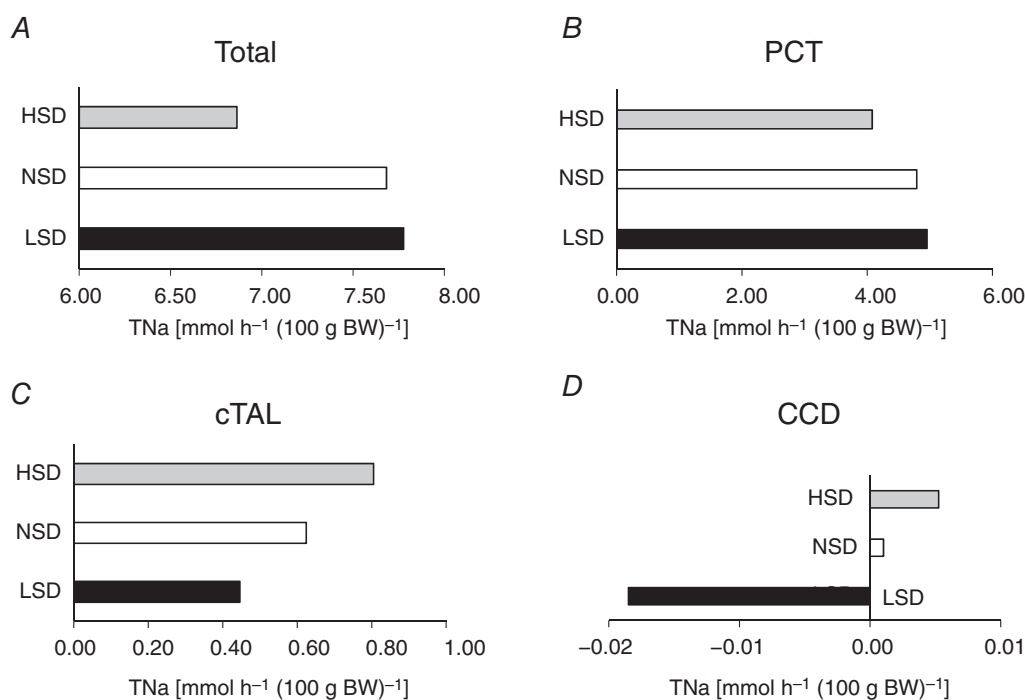 A
Total
HSD
NSD
LSD
6.00 6.50 7.00 7.50 8.00
TNa [mmol h⁻¹ (100 g BW)⁻¹]
B
PCT
HSD
NSD
LSD
0.00 2.00 4.00 6.00
TNa [mmol h⁻¹ (100 g BW)⁻¹]
C
cTAL
HSD
NSD
LSD
0.00 0.20 0.40 0.60 0.80 1.00
TNa [mmol h⁻¹ (100 g BW)⁻¹]
D
CCD
HSD
NSD
LSD
−0.02 −0.01 0.00 0.01
TNa [mmol h⁻¹ (100 g BW)⁻¹]